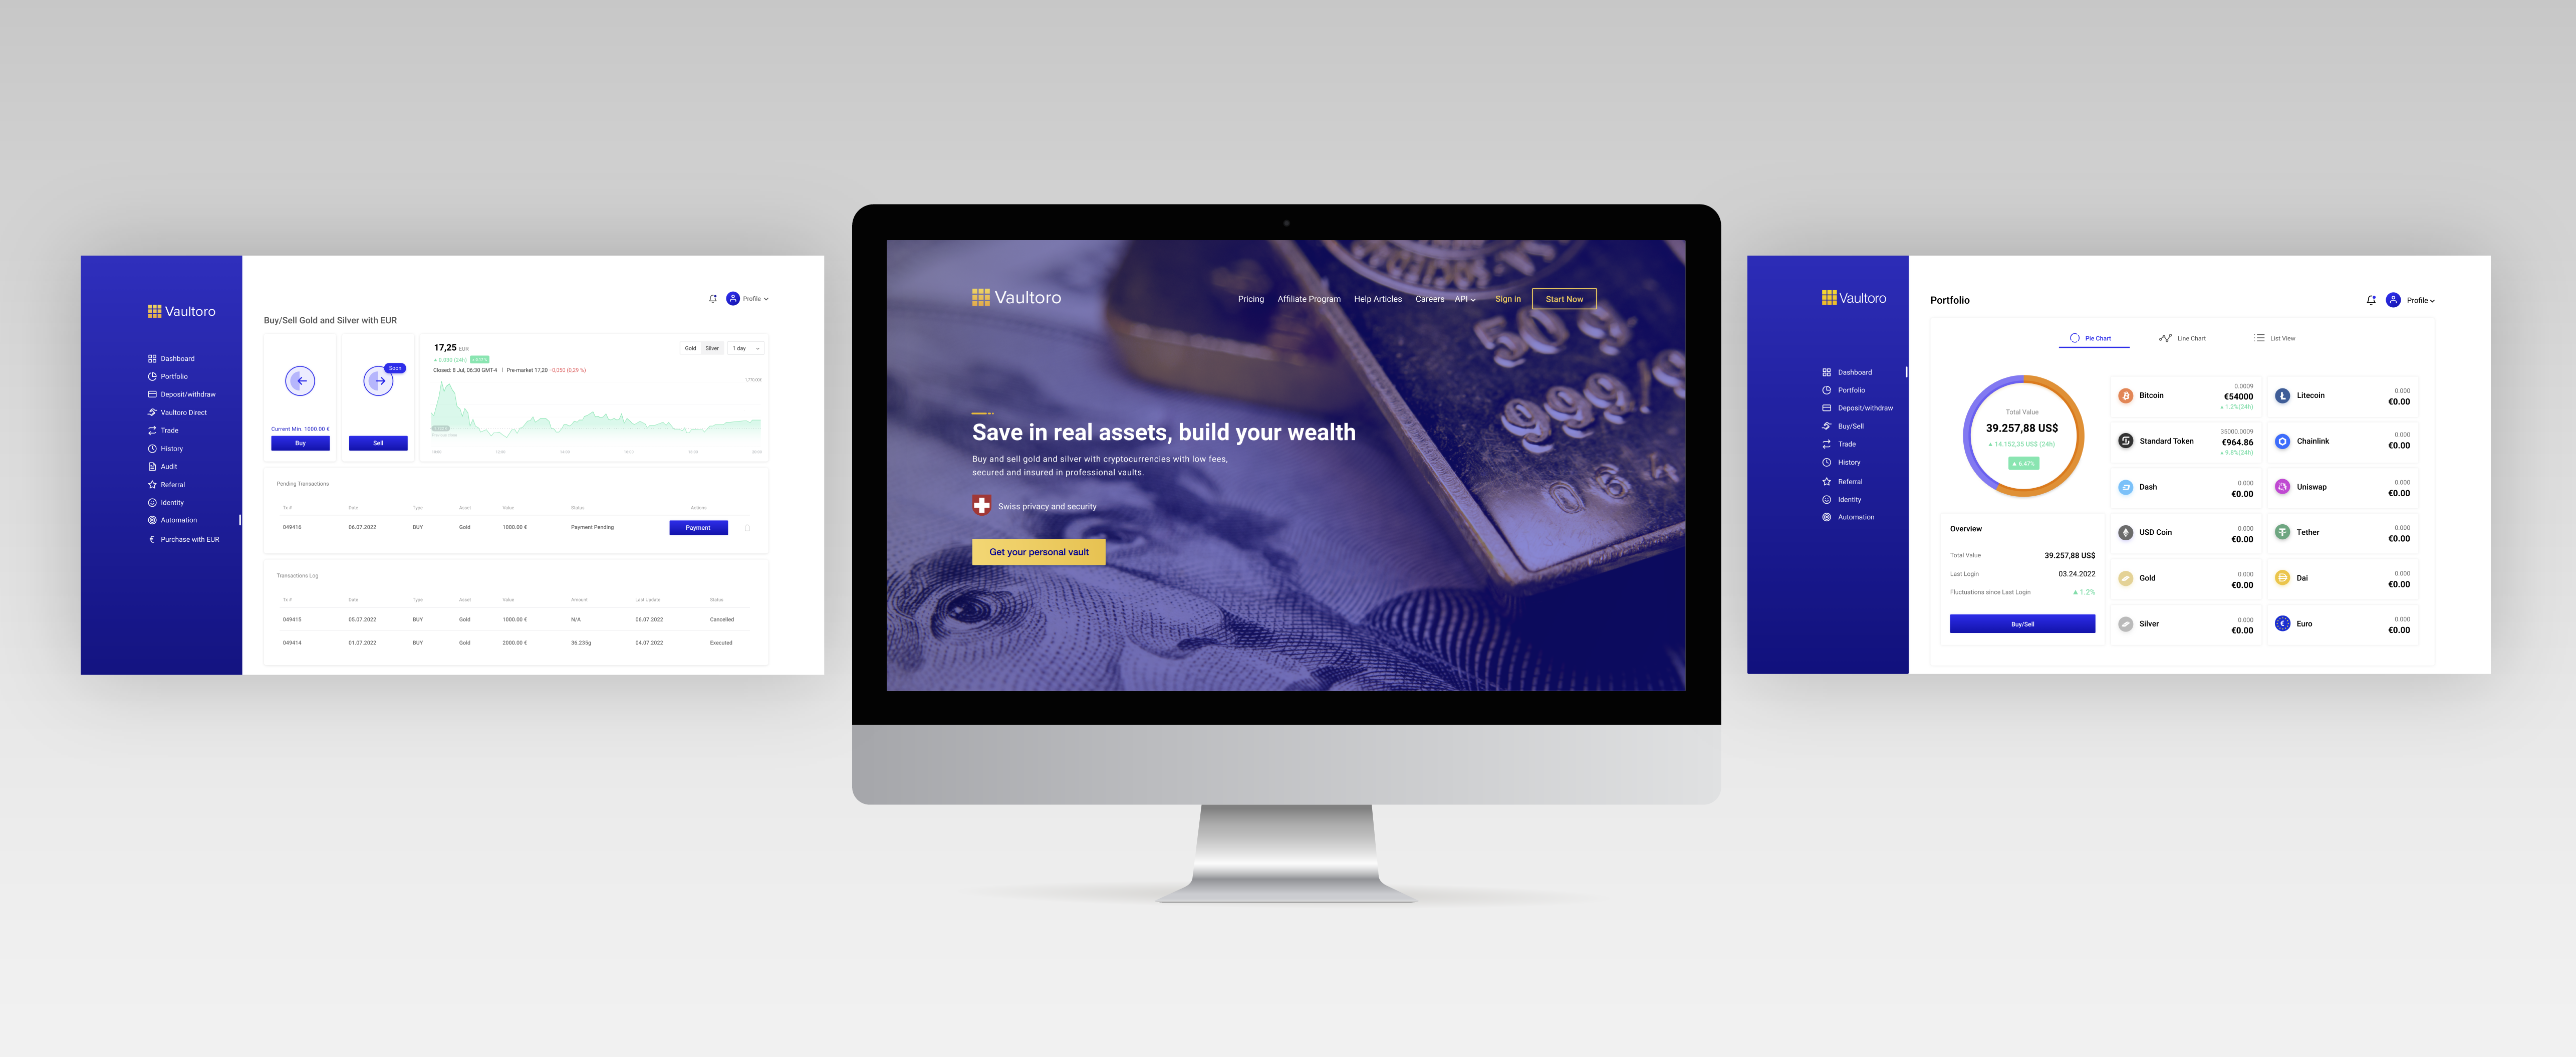 Vaultoro
Dashboard
Portfolio
Deposit/withdraw
Vaultoro Direct
Trade
History
Audit
Referral
Identity
Automation
€ Purchase with EUR
Profile
Buy/Sell Gold and Silver with EUR
Current Min. 1000.00 €
Buy
Soon
Sell
17,25 EUR
Gold Silver 1 day
Closed: 8 Jul, 06:30 GMT-4 | Pre market 17,20 -0,050 (0,29 %)
Pending Transactions
Tx # Date Type Asset Value Status Actions
049416 06.07.2022 BUY Gold 1000.00 € Payment Pending Payment
Transactions Log
Tx # Date Type Asset Value Amount Last Update Status
049415 05.07.2022 BUY Gold 1000.00 € N/A 06.07.2022 Cancelled
049414 01.07.2022 BUY Gold 2000.00 € 36.235g 04.07.2022 Executed
Vaultoro
Pricing Affiliate Program Help Articles Careers API Sign in Start Now
Save in real assets, build your wealth
Buy and sell gold and silver with cryptocurrencies with low fees,
secured and insured in professional vaults.
Swiss privacy and security
Get your personal vault
50g
999.9
Vaultoro
Dashboard
Portfolio
Deposit/withdraw
Buy/Sell
Trade
History
Referral
Identity
Automation
Portfolio
Profile
Pie Chart Line Chart List View
Total Value
39.257,88 US$
▲ 14.152,35 US$ (24h)
▲ 6.47%
Overview
Total Value 39.257,88 US$
Last Login 03.24.2022
Fluctuations since Last Login ▲ 1.2%
Buy/Sell
Bitcoin 0.0009
€54000
▲ 1.2%(24h)
Litecoin 0.000
€0.00
Standard Token 35000.0009
€964.86
▲ 9.8%(24h)
Chainlink 0.000
€0.00
Dash 0.000
€0.00
Uniswap 0.000
€0.00
USD Coin 0.000
€0.00
Tether 0.000
€0.00
Gold 0.000
€0.00
Dai 0.000
€0.00
Silver 0.000
€0.00
Euro 0.000
€0.00